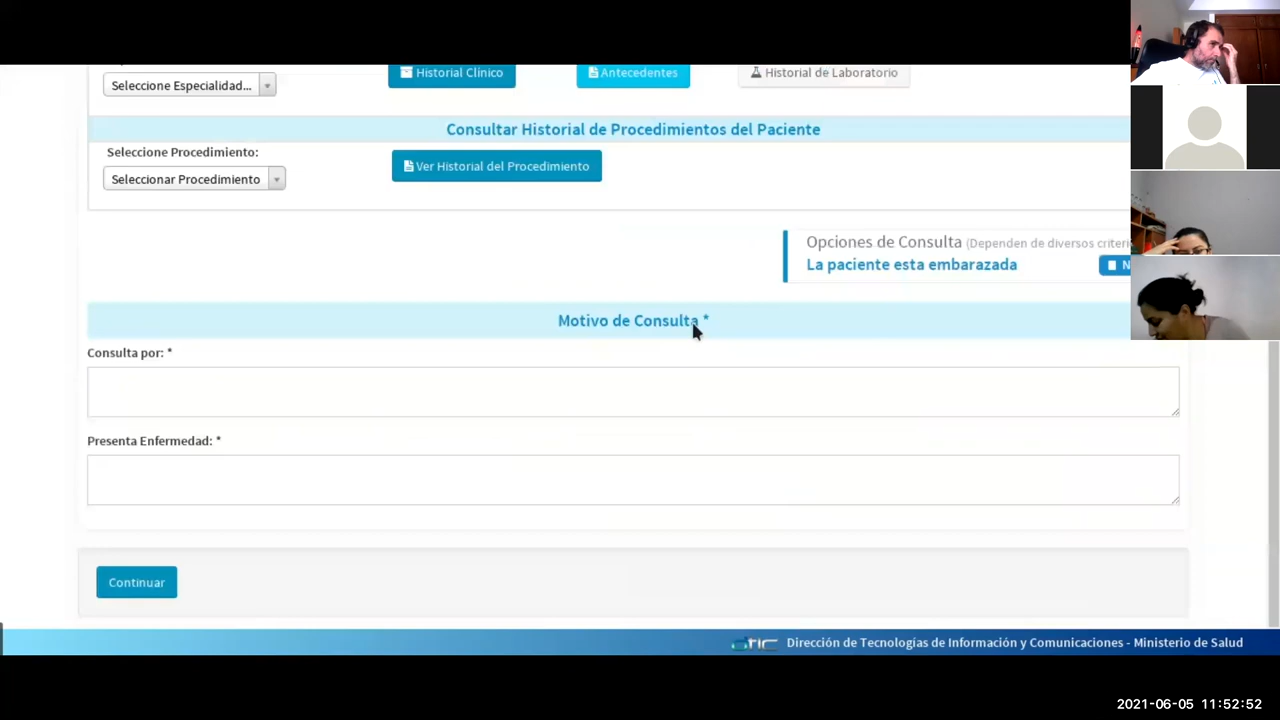 Seleccione Especialidad...
Historial Clínico
Antecedentes
Historial de Laboratorio
Consultar Historial de Procedimientos del Paciente
Seleccione Procedimiento:
Seleccionar Procedimiento
Ver Historial del Procedimiento
Opciones de Consulta (Dependen de diversos criterio
La paciente esta embarazada
N
Motivo de Consulta *
Consulta por: *
Presenta Enfermedad: *
Continuar
Dirección de Tecnologías de Información y Comunicaciones - Ministerio de Salud
2021-06-05 11:52:52